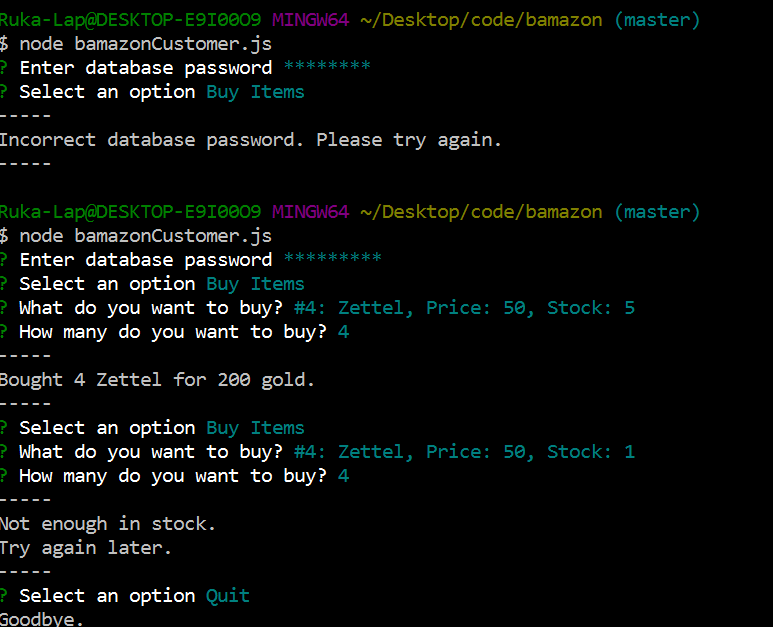 Ruka-Lap@DESKTOP-E9I00O9 MINGW64 ~/Desktop/code/bamazon (master)
$ node bamazonCustomer.js
? Enter database password ********
? Select an option Buy Items
-----
Incorrect database password. Please try again.
-----
Ruka-Lap@DESKTOP-E9I00O9 MINGW64 ~/Desktop/code/bamazon (master)
$ node bamazonCustomer.js
? Enter database password *********
? Select an option Buy Items
? What do you want to buy? #4: Zettel, Price: 50, Stock: 5
? How many do you want to buy? 4
-----
Bought 4 Zettel for 200 gold.
-----
? Select an option Buy Items
? What do you want to buy? #4: Zettel, Price: 50, Stock: 1
? How many do you want to buy? 4
-----
Not enough in stock.
Try again later.
-----
? Select an option Quit
Goodbye.